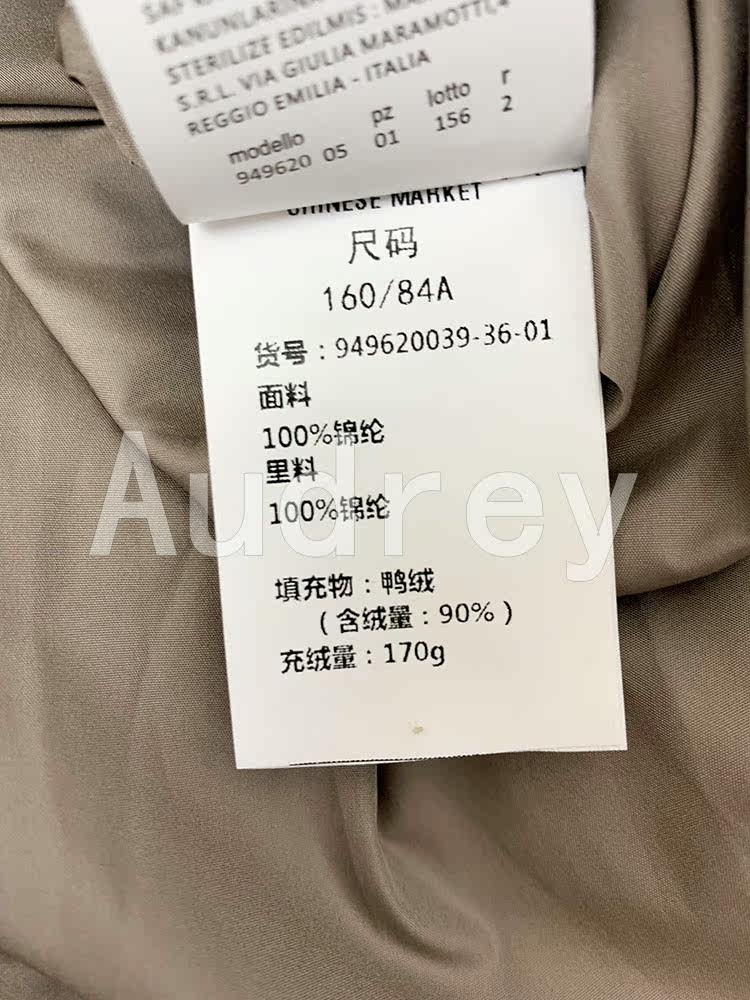 KANUNLARINA
STERILIZE EDILMIS : MA
S.R.L. VIA GIULIA MARAMOTTI,4
REGGIO EMILIA - ITALIA
modello pz lotto r
949620 05 01 156 2
CHINESE MARKET
尺码
160/84A
货号：949620039-36-01
面料
100%锦纶
里料
100%锦纶
Audrey
填充物：鸭绒
（含绒量：90%）
充绒量：170g